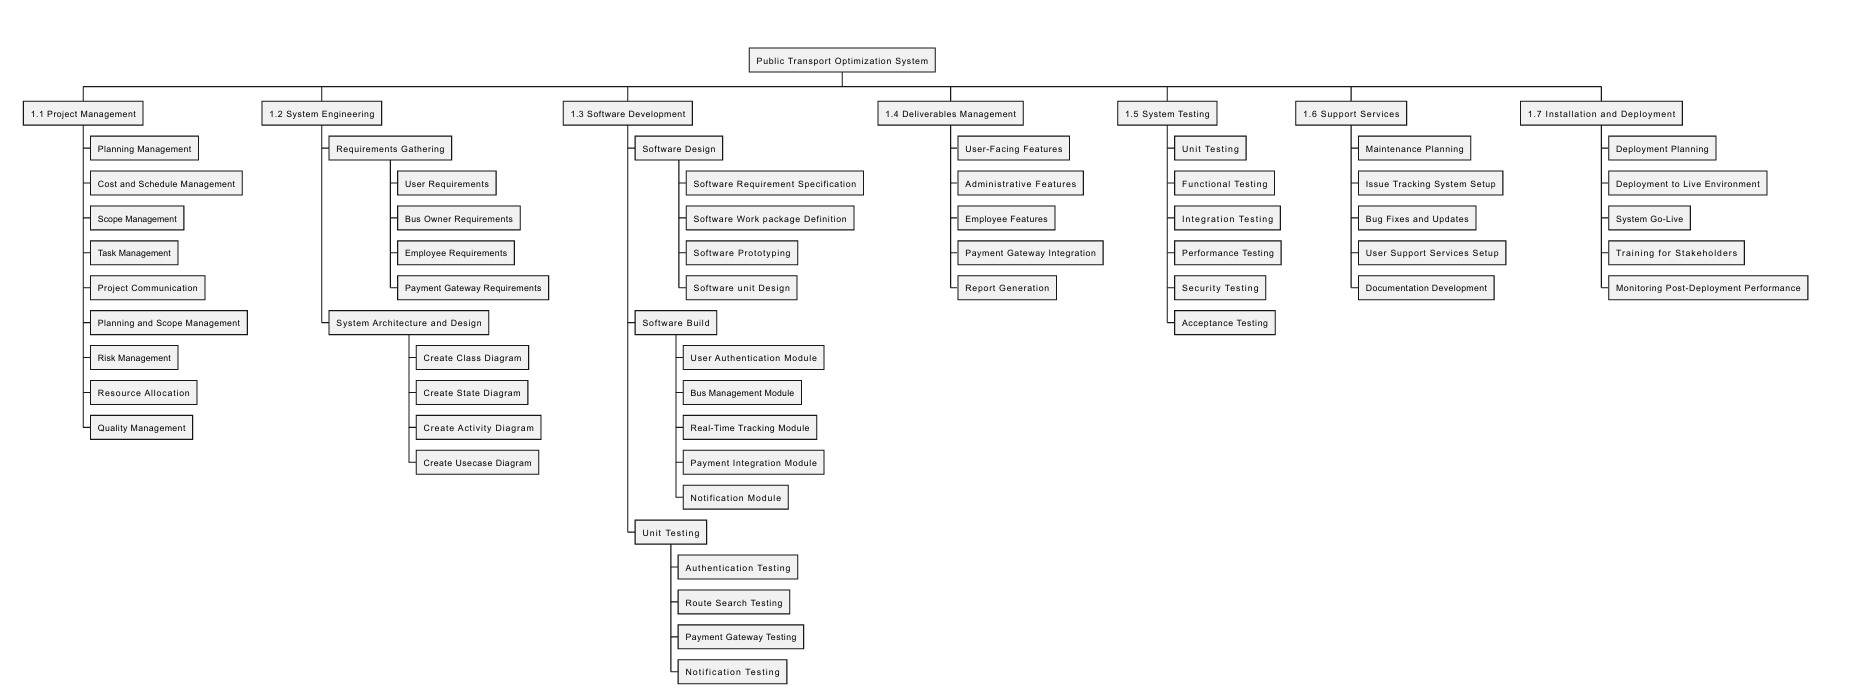 Public Transport Optimization System
1.1 Project Management
Planning Management
Cost and Schedule Management
Scope Management
Task Management
Project Communication
Planning and Scope Management
Risk Management
Resource Allocation
Quality Management
1.2 System Engineering
Requirements Gathering
User Requirements
Bus Owner Requirements
Employee Requirements
Payment Gateway Requirements
System Architecture and Design
Create Class Diagram
Create State Diagram
Create Activity Diagram
Create Usecase Diagram
1.3 Software Development
Software Design
Software Requirement Specification
Software Work package Definition
Software Prototyping
Software unit Design
Software Build
User Authentication Module
Bus Management Module
Real-Time Tracking Module
Payment Integration Module
Notification Module
Unit Testing
Authentication Testing
Route Search Testing
Payment Gateway Testing
Notification Testing
1.4 Deliverables Management
User-Facing Features
Administrative Features
Employee Features
Payment Gateway Integration
Report Generation
1.5 System Testing
Unit Testing
Functional Testing
Integration Testing
Performance Testing
Security Testing
Acceptance Testing
1.6 Support Services
Maintenance Planning
Issue Tracking System Setup
Bug Fixes and Updates
User Support Services Setup
Documentation Development
1.7 Installation and Deployment
Deployment Planning
Deployment to Live Environment
System Go-Live
Training for Stakeholders
Monitoring Post-Deployment Performance